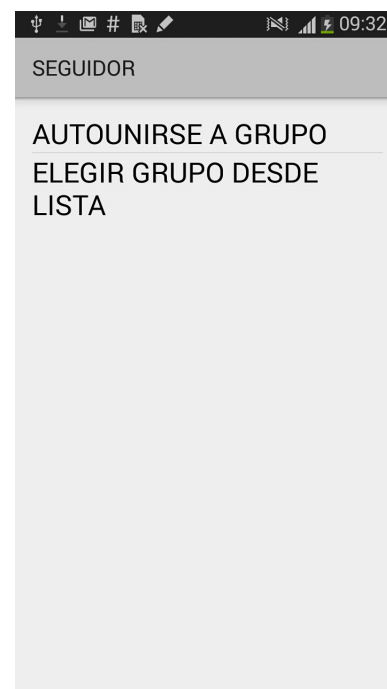 # 09:32
SEGUIDOR
AUTOUNIRSE A GRUPO
ELEGIR GRUPO DESDE
LISTA